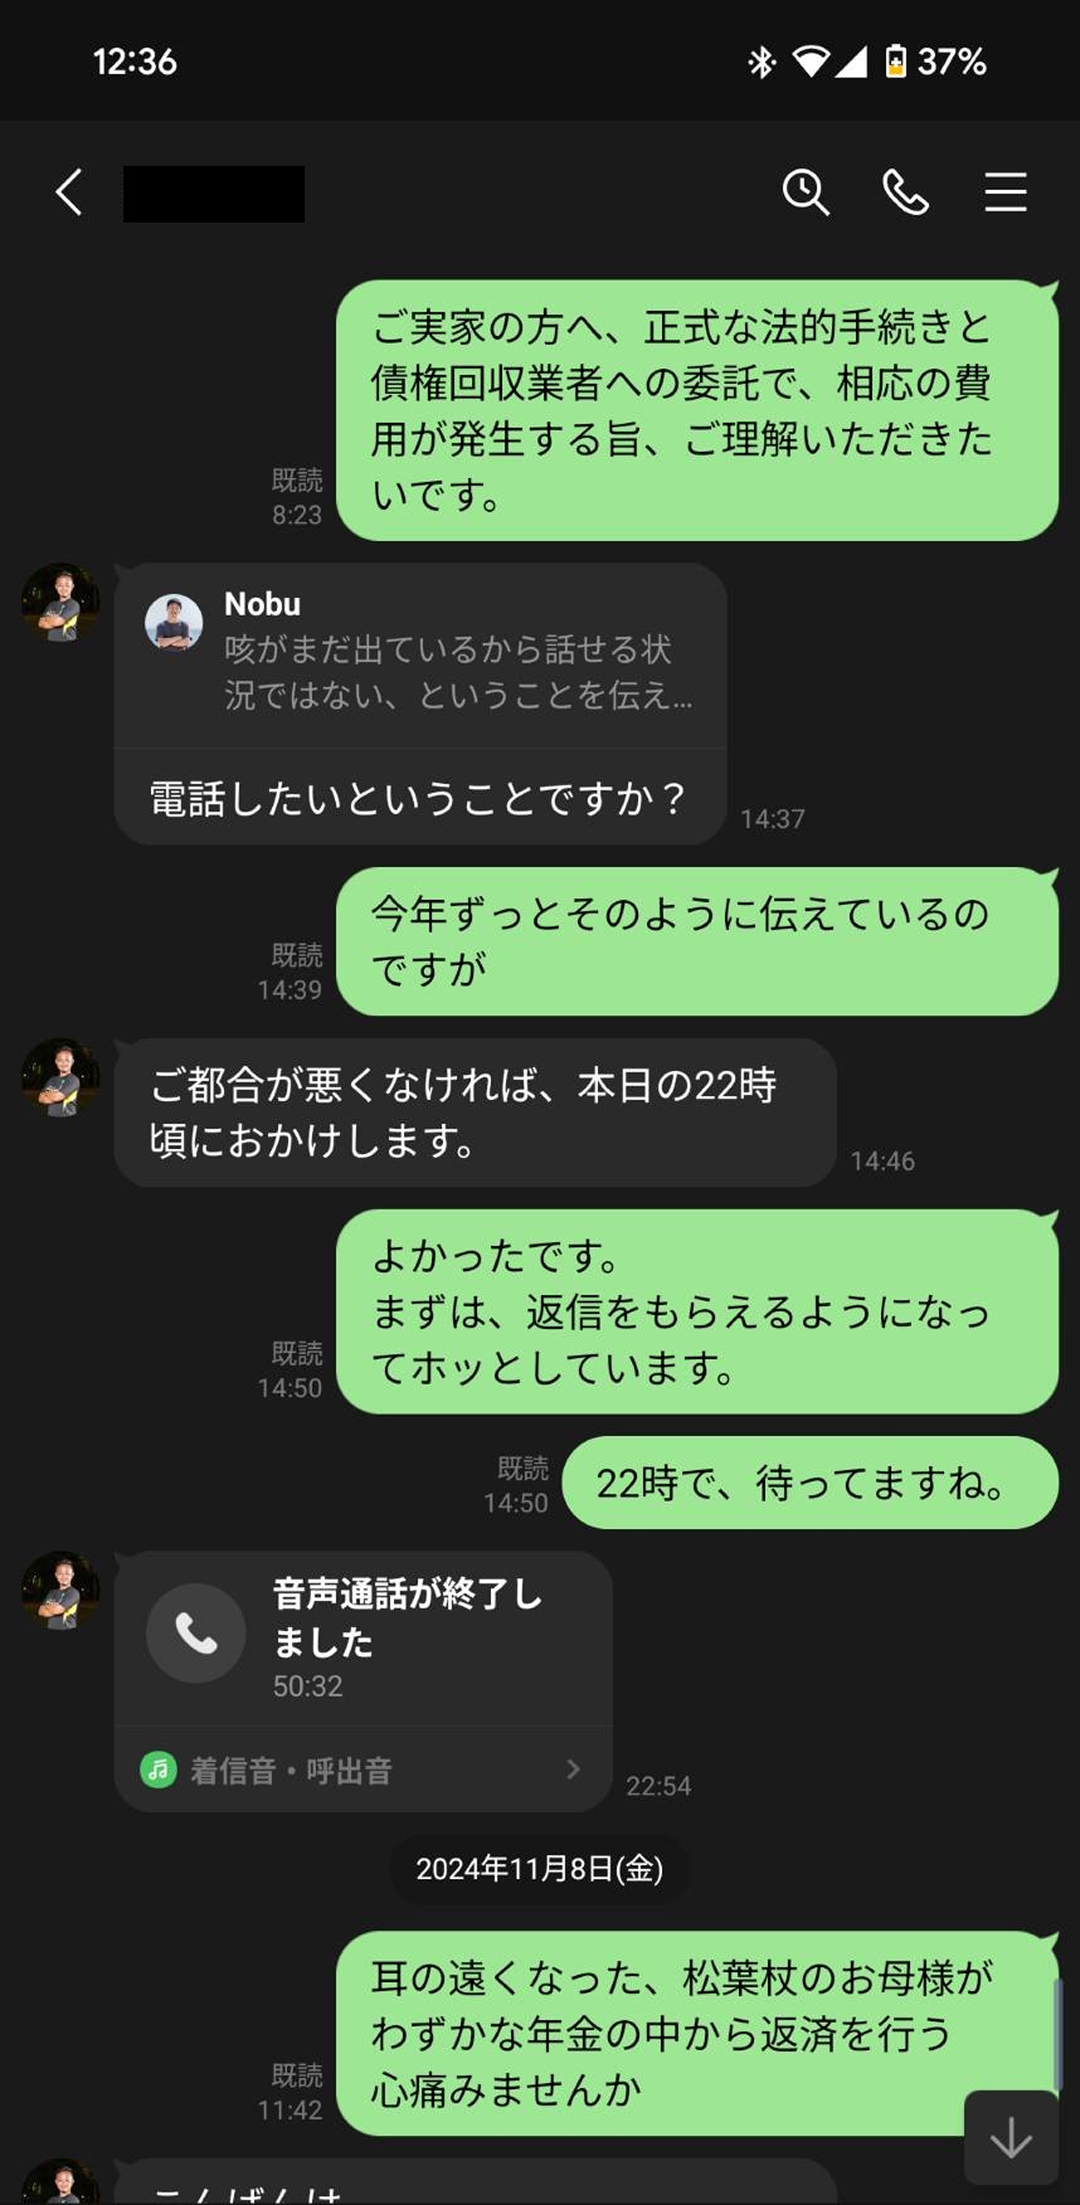 12:36
37%
ご実家の方へ、正式な法的手続きと
債権回収業者への委託で、相応の費
用が発生する旨、ご理解いただきた
いです。
既読
8:23
Nobu
咳がまだ出ているから話せる状
況ではない、ということを伝え...
電話したいということですか？
14:37
今年ずっとそのように伝えているの
ですが
既読
14:39
ご都合が悪くなければ、本日の22時
頃におかけします。
14:46
よかったです。
まずは、返信をもらえるようになっ
てホッとしています。
既読
14:50
22時で、待ってますね。
既読
14:50
音声通話が終了し
ました
50:32
着信音・呼出音
22:54
2024年11月8日(金)
耳の遠くなった、松葉杖のお母様が
わずかな年金の中から返済を行う
心痛みませんか
既読
11:42
こんばんは